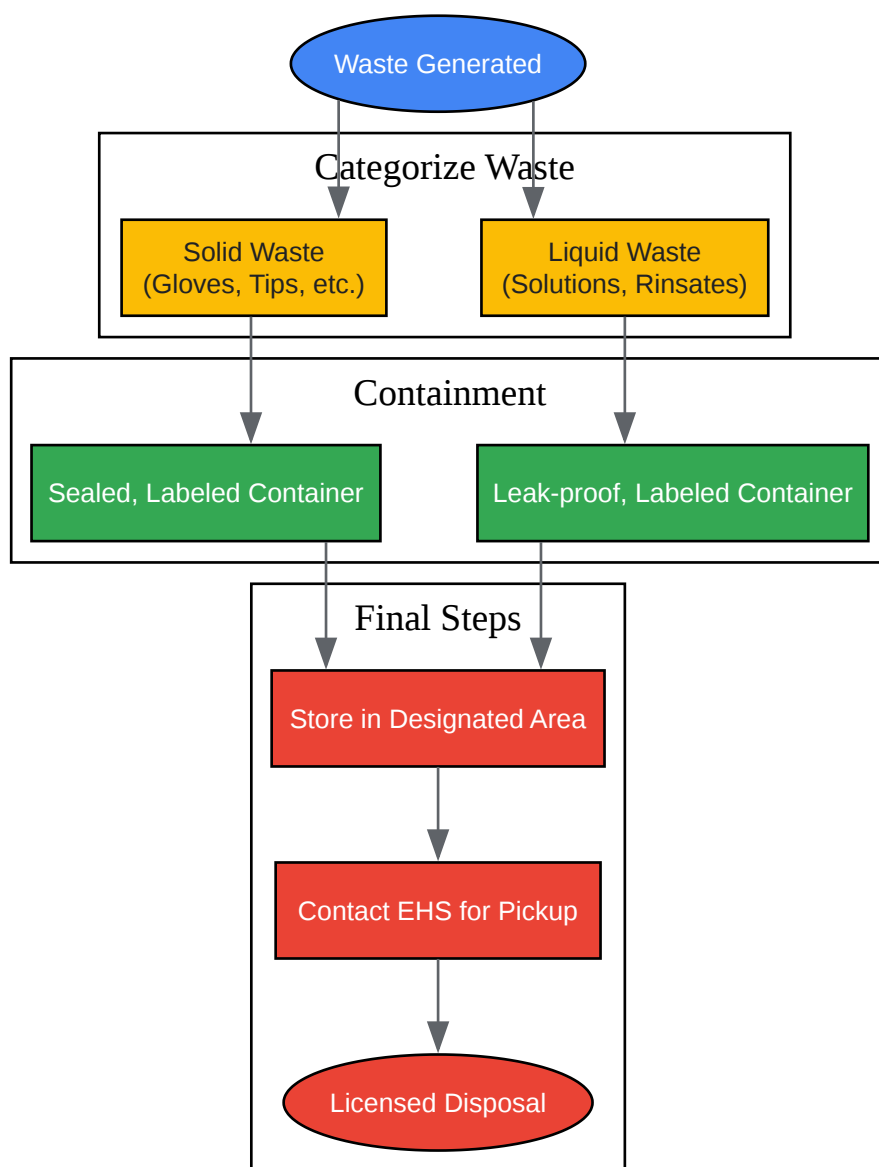 Waste Generated
Categorize Waste
Solid Waste
(Gloves, Tips, etc.)
Liquid Waste
(Solutions, Rinsates)
Containment
Sealed, Labeled Container
Leak-proof, Labeled Container
Final Steps
Store in Designated Area
Contact EHS for Pickup
Licensed Disposal